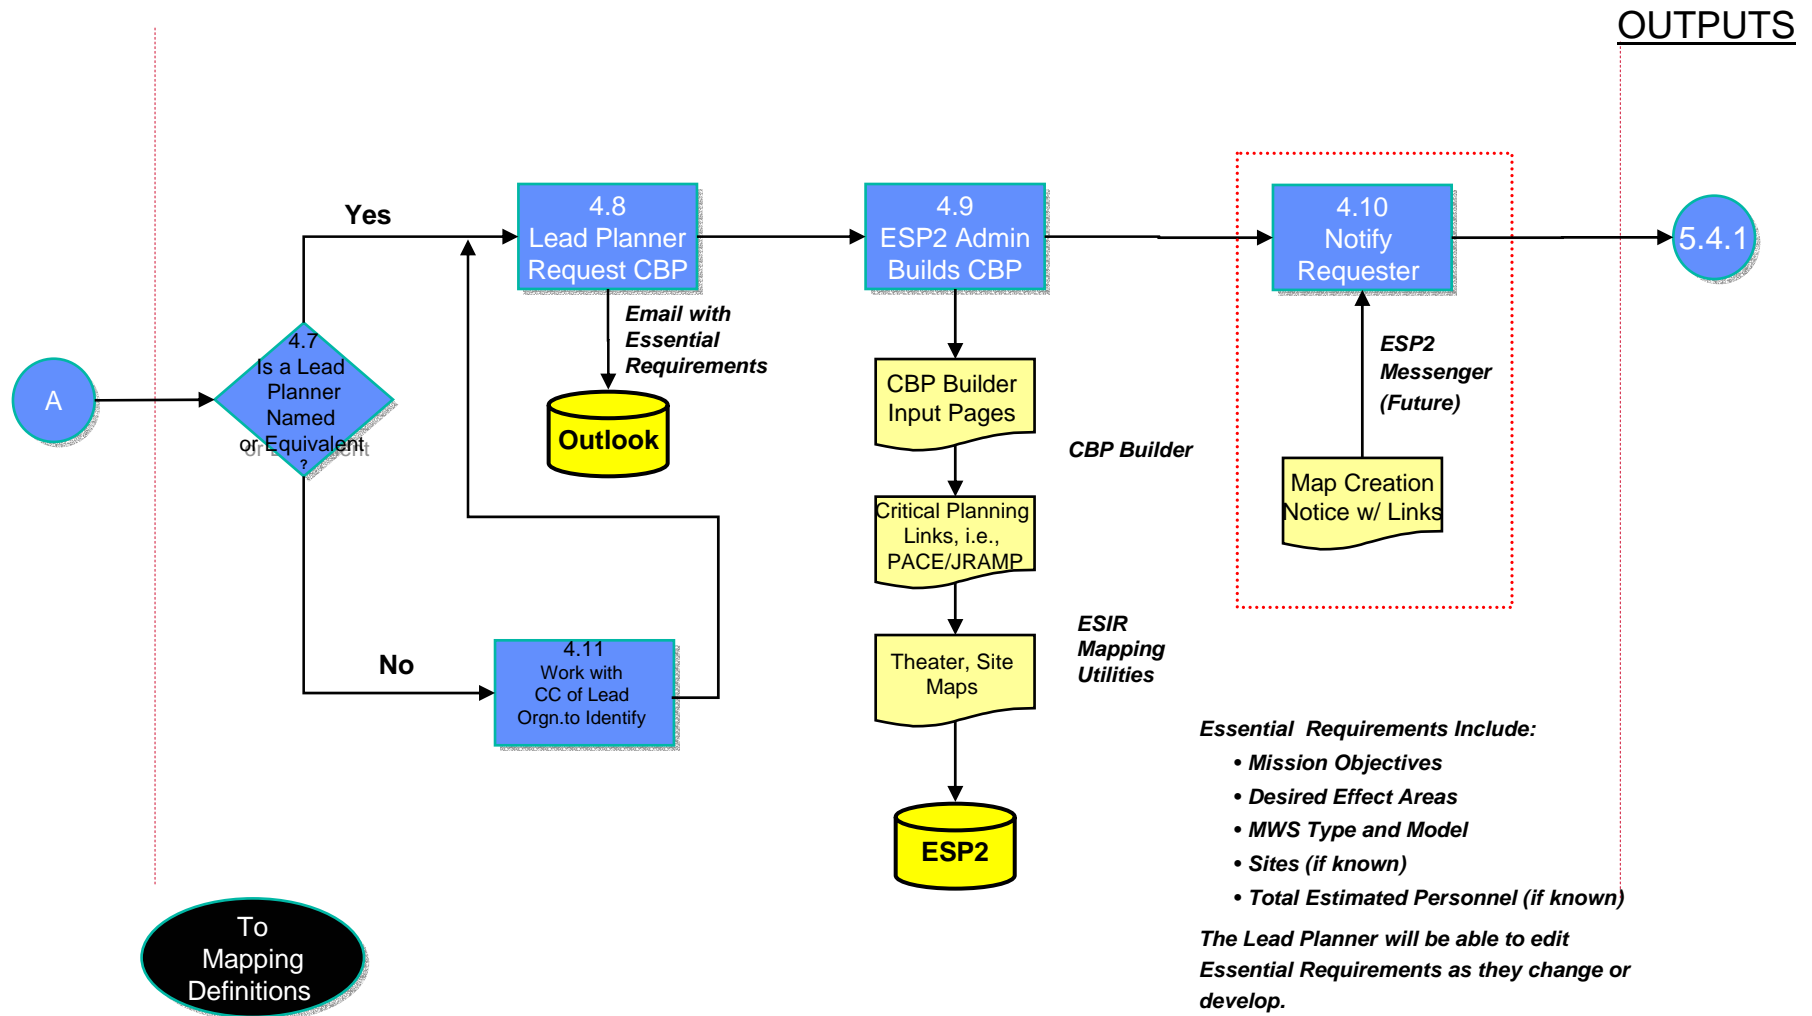 OUTPUTS
A
4.7
Is a Lead
Planner
Named
or Equivalent
?
Yes
No
4.8
Lead Planner
Request CBP
Email with
Essential
Requirements
Outlook
4.11
Work with
CC of Lead
Orgn.to Identify
4.9
ESP2 Admin
Builds CBP
CBP Builder
Input Pages
CBP Builder
Critical Planning
Links, i.e.,
PACE/JRAMP
ESIR
Mapping
Utilities
Theater, Site
Maps
ESP2
4.10
Notify
Requester
ESP2
Messenger
(Future)
Map Creation
Notice w/ Links
5.4.1
Essential Requirements Include:
• Mission Objectives
• Desired Effect Areas
• MWS Type and Model
• Sites (if known)
• Total Estimated Personnel (if known)
The Lead Planner will be able to edit
Essential Requirements as they change or
develop.
To
Mapping
Definitions